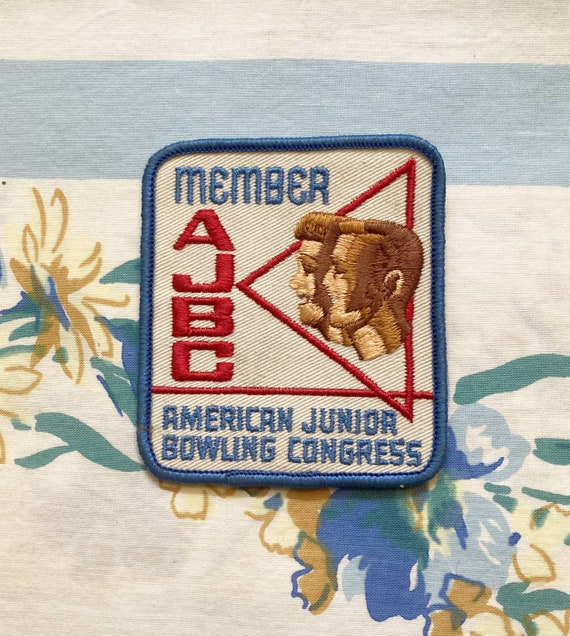 MEMBER
AJBC
AMERICAN JUNIOR
BOWLING CONGRESS